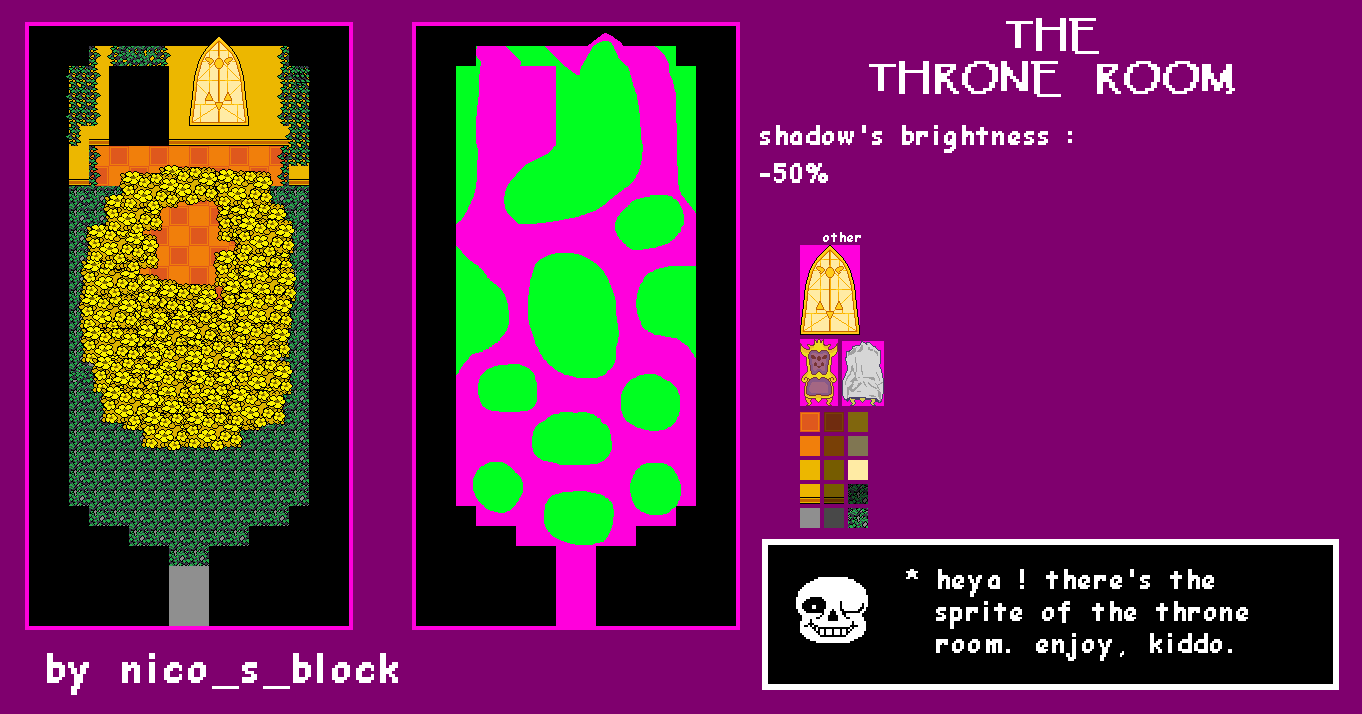 THE
THRONE ROOM
shadow's brightness :
-50%
other
* heya ! there's the
sprite of the throne
room. enjoy, kiddo.
by nico_s_block